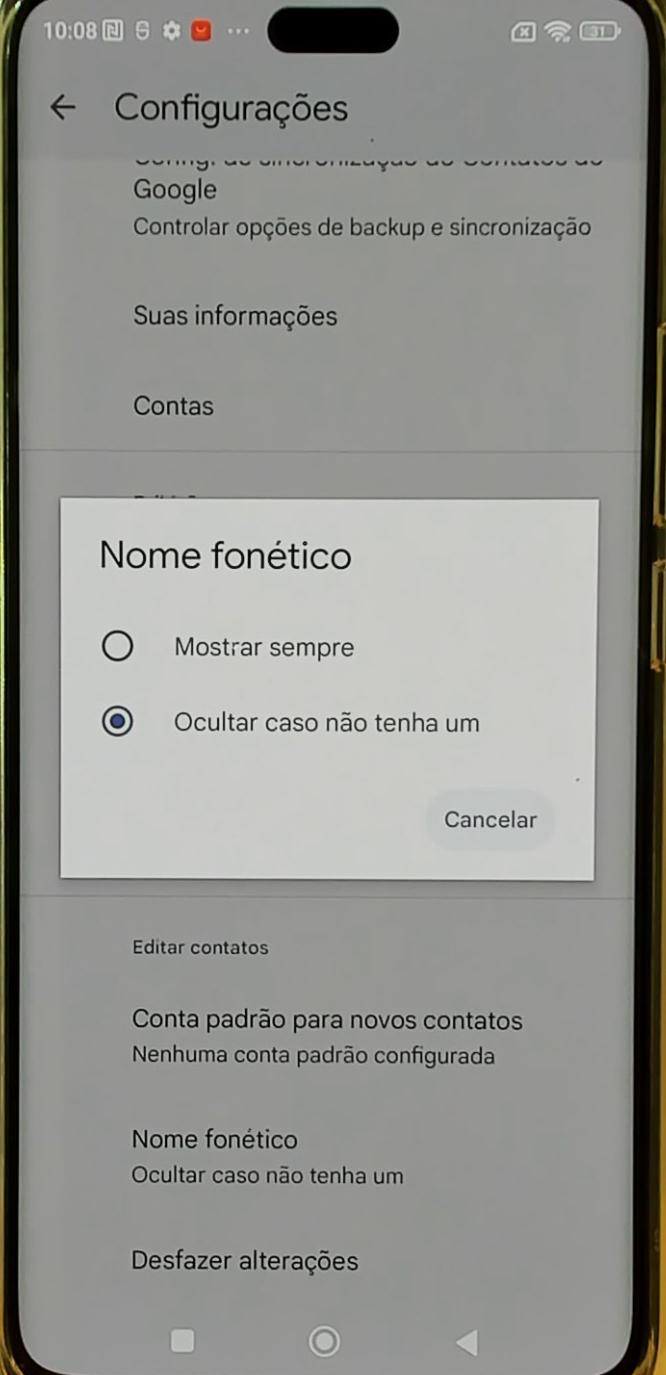 10:08
31
Configurações
Google
Controlar opções de backup e sincronização
Suas informações
Contas
Nome fonético
Mostrar sempre
Ocultar caso não tenha um
Cancelar
Editar contatos
Conta padrão para novos contatos
Nenhuma conta padrão configurada
Nome fonético
Ocultar caso não tenha um
Desfazer alterações